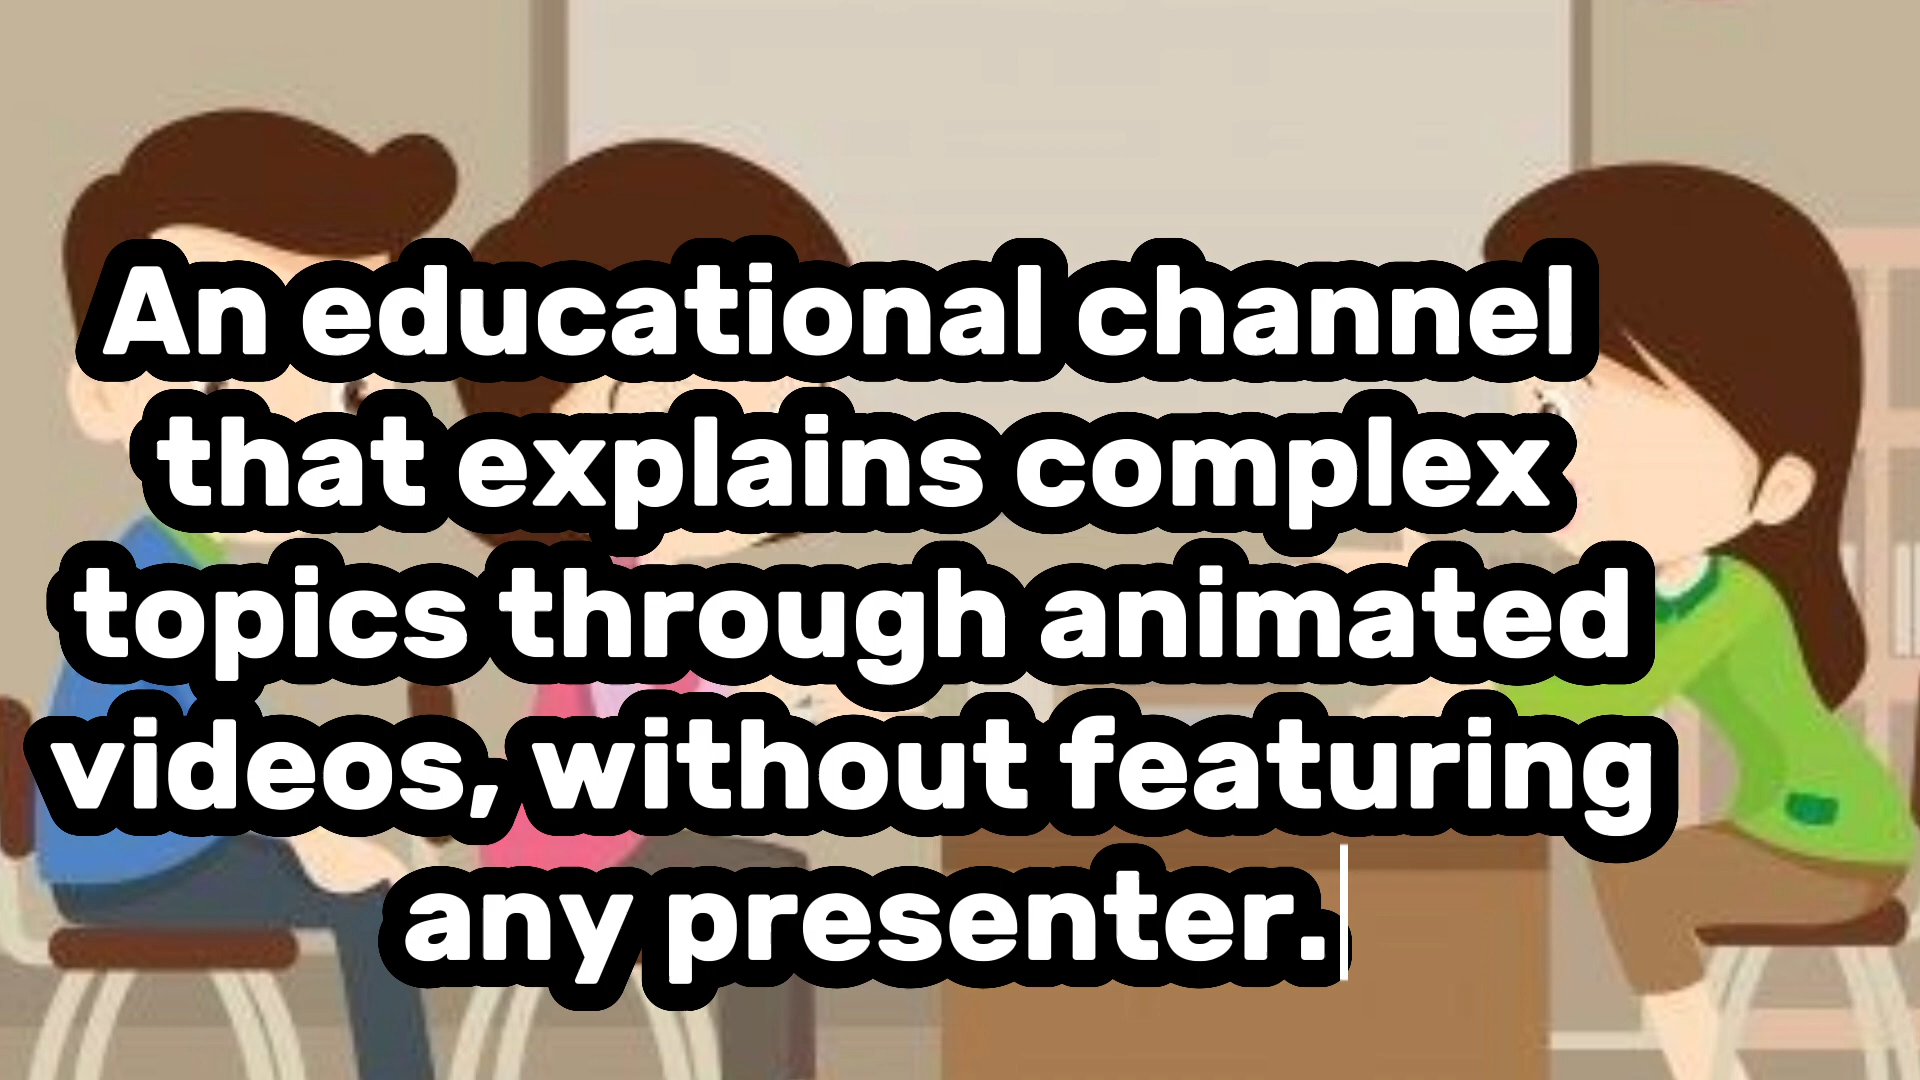 An educational channel
that explains complex
topics through animated
videos, without featuring
any presenter.